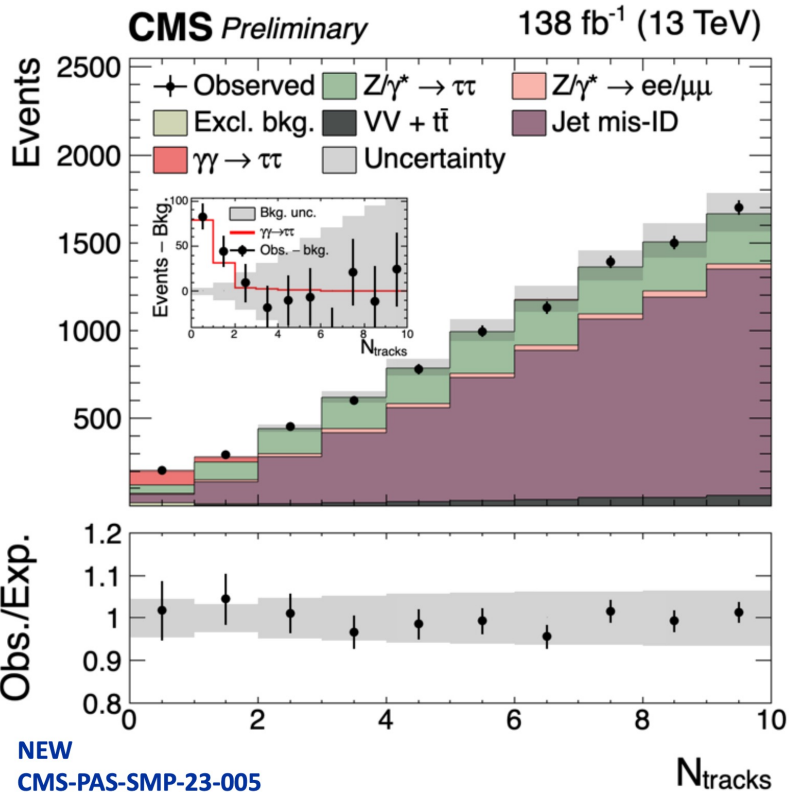 CMS Preliminary 138 fb⁻¹ (13 TeV)
Events
2500
2000
1500
1000
500
Observed
Z/γ* → ττ
Z/γ* → ee/μμ
Excl. bkg.
VV + tt̄
Jet mis-ID
γγ → ττ
Uncertainty
Events – Bkg.
100
50
0
Bkg. unc.
γγ→ττ
Obs. – bkg.
0 2 4 6 8 10
Ntracks
Obs./Exp.
1.2
1.1
1
0.9
0.8
0 2 4 6 8 10
Ntracks
NEW
CMS-PAS-SMP-23-005